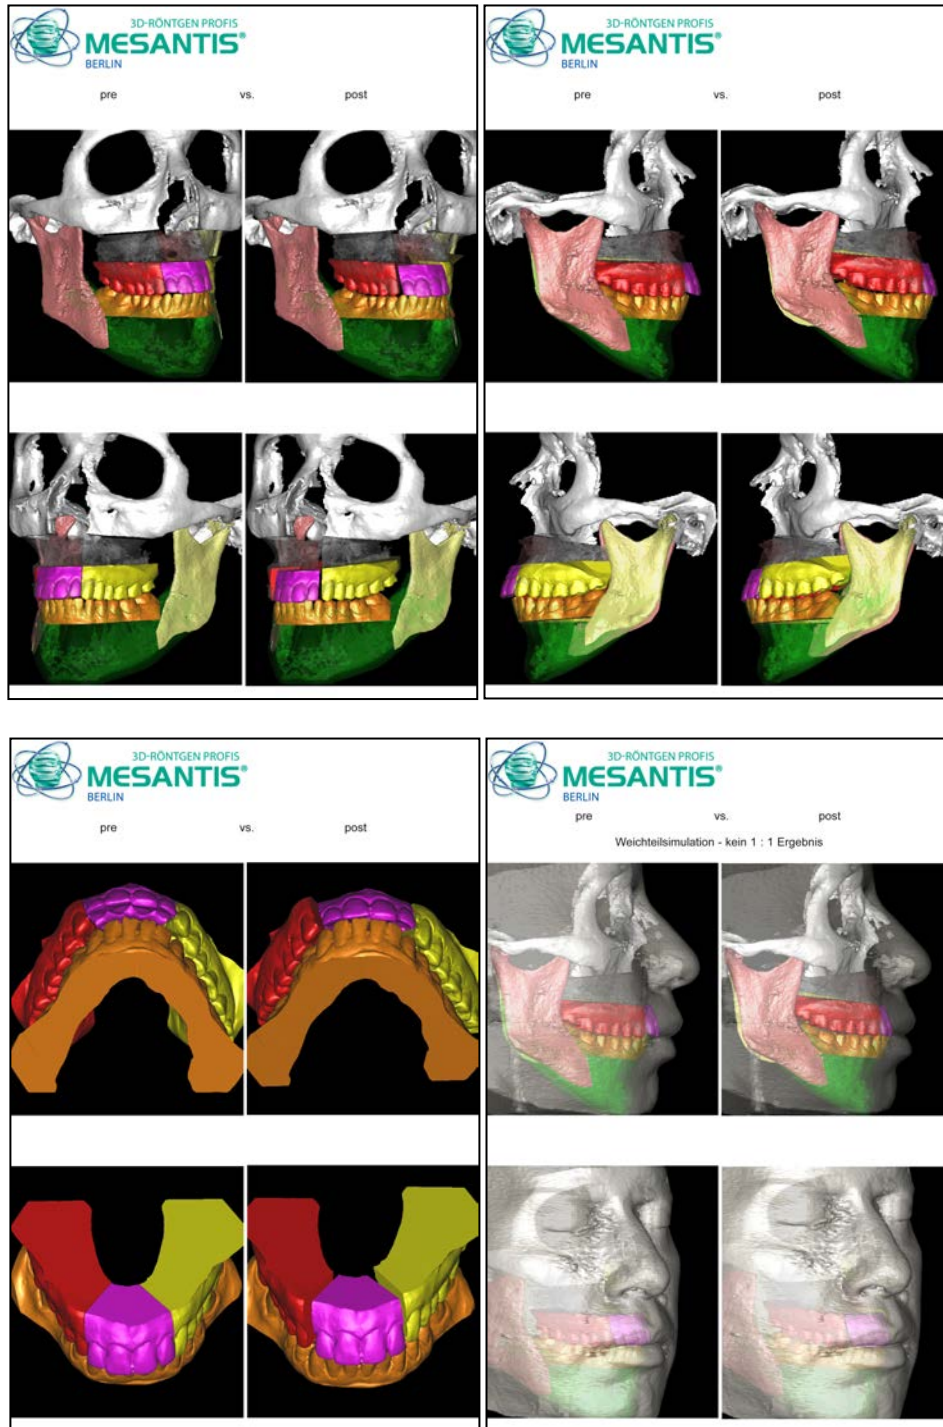 3D-RÖNTGEN PROFIS
MESANTIS®
BERLIN
pre vs. post
3D-RÖNTGEN PROFIS
MESANTIS®
BERLIN
pre vs. post
3D-RÖNTGEN PROFIS
MESANTIS®
BERLIN
pre vs. post
3D-RÖNTGEN PROFIS
MESANTIS®
BERLIN
pre vs. post
Weichteilsimulation - kein 1 : 1 Ergebnis